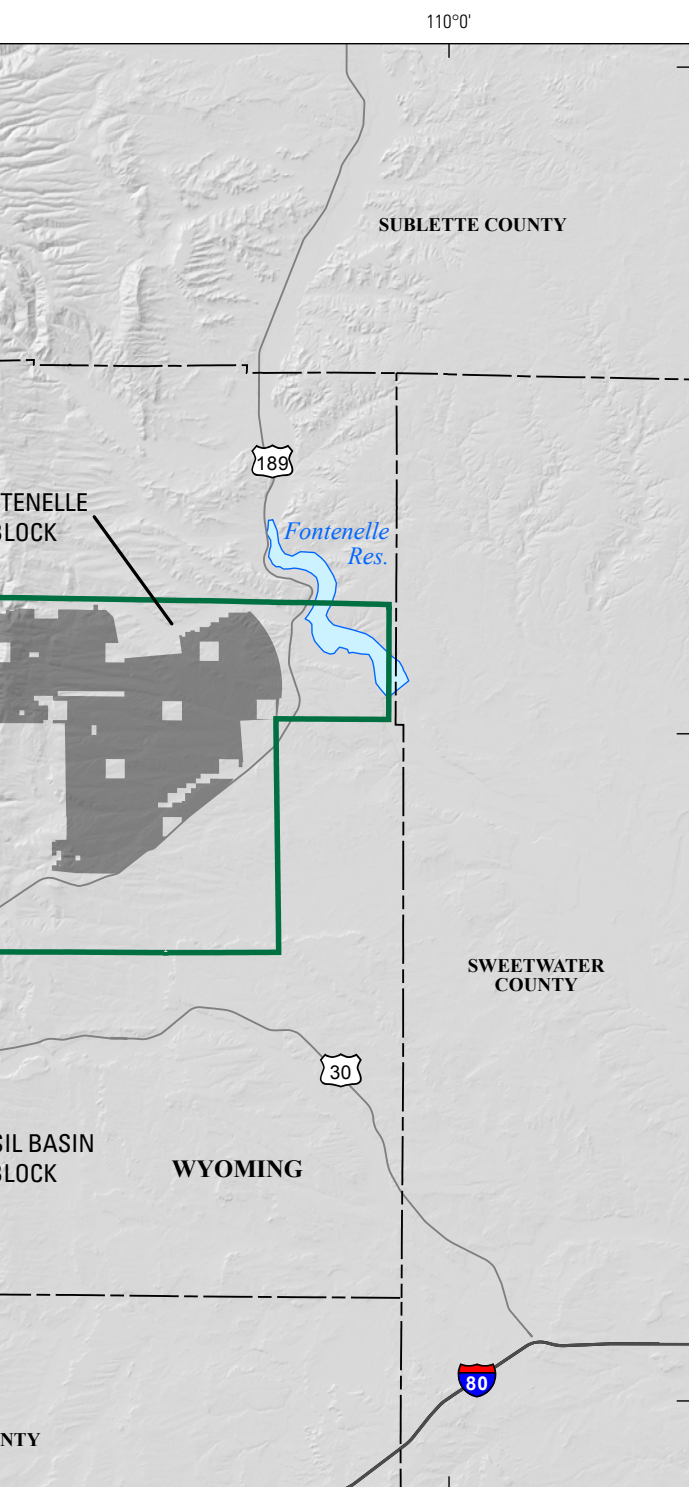 110°0'
SUBLETTE COUNTY
189
TENELLE
BLOCK
Fontenelle
Res.
SWEETWATER
COUNTY
30
SIL BASIN
BLOCK
WYOMING
80
NTY